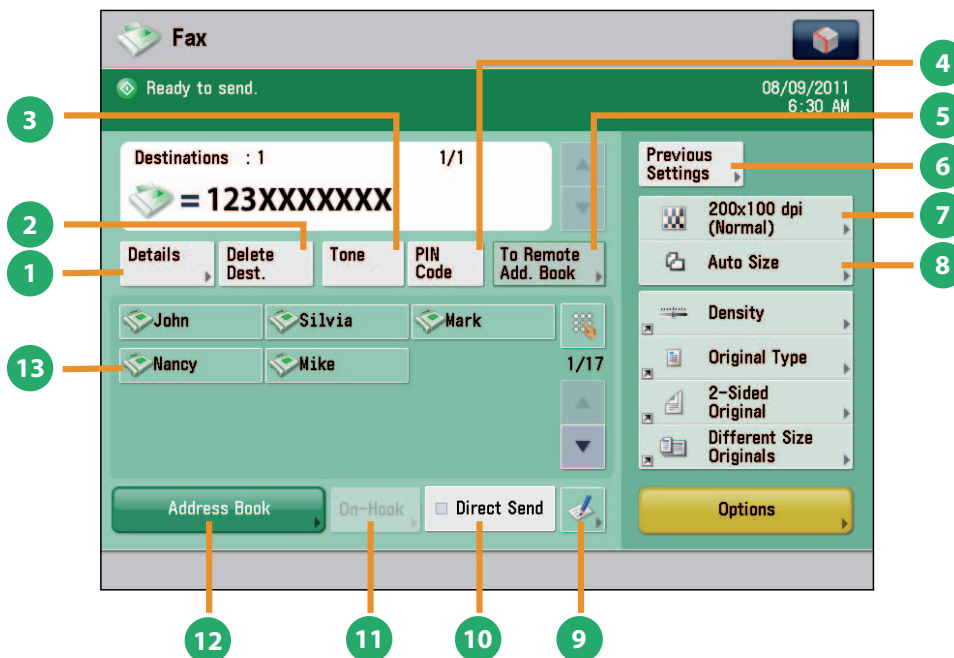 Fax
Ready to send.
08/09/2011
6:30 AM
Destinations : 1 1/1
= 123XXXXXXX
Details
Delete
Dest.
Tone
PIN
Code
To Remote
Add. Book
John
Silvia
Mark
Nancy
Mike
1/17
Previous
Settings
200x100 dpi
(Normal)
Auto Size
Density
Original Type
2-Sided
Original
Different Size
Originals
Address Book
On-Hook
Direct Send
Options
1
2
3
4
5
6
7
8
9
10
11
12
13